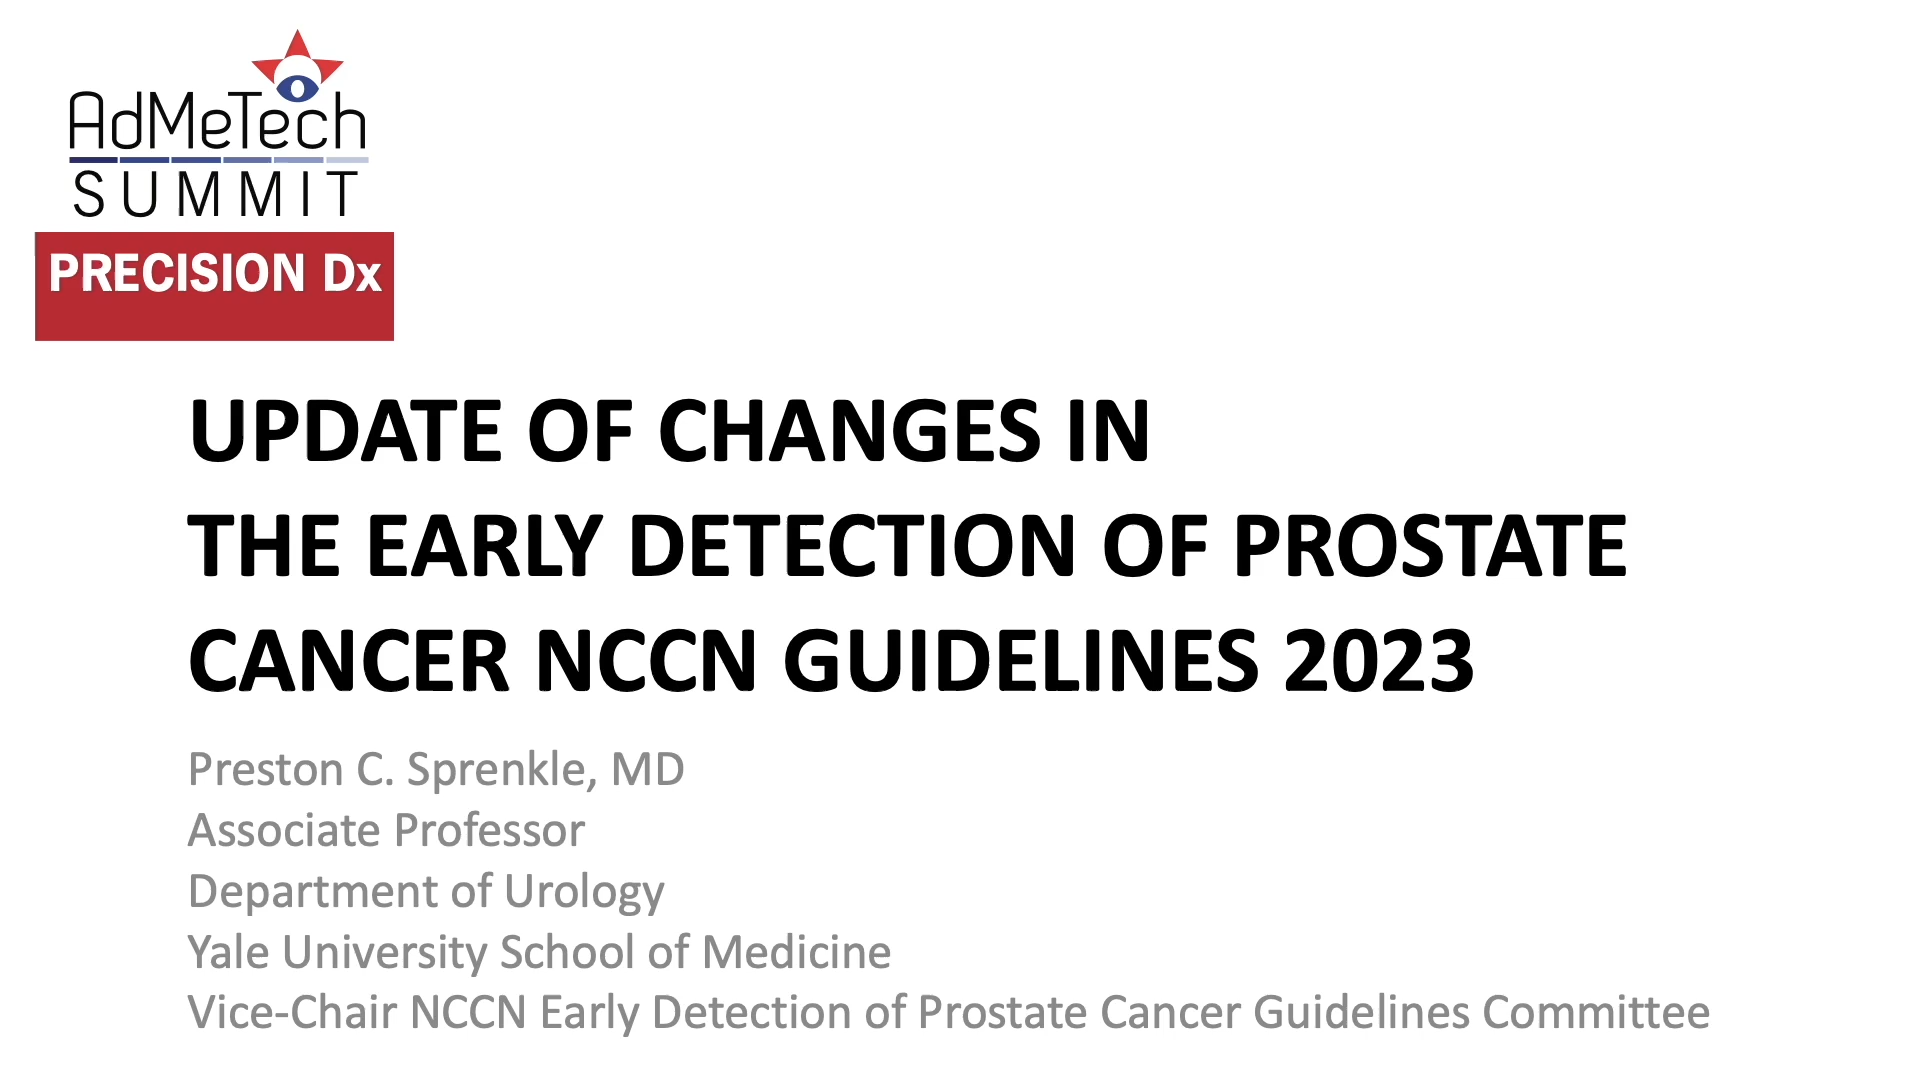 AdMeTech
SUMMIT
PRECISION Dx
UPDATE OF CHANGES IN
THE EARLY DETECTION OF PROSTATE
CANCER NCCN GUIDELINES 2023
Preston C. Sprenkle, MD
Associate Professor
Department of Urology
Yale University School of Medicine
Vice-Chair NCCN Early Detection of Prostate Cancer Guidelines Committee